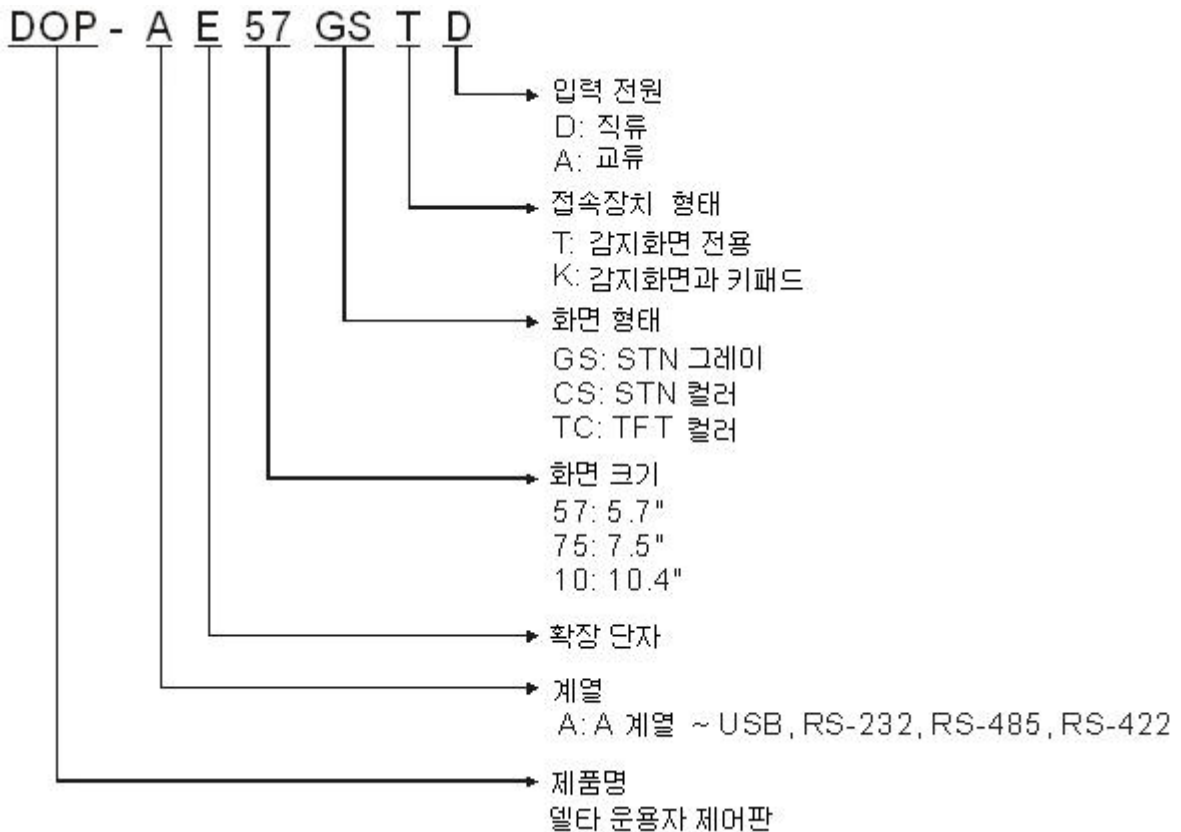 DOP - A E 57 GS T D
입력 전원
D: 직류
A: 교류
접속장치 형태
T: 감지화면 전용
K: 감지화면과 키패드
화면 형태
GS: STN 그레이
CS: STN 컬러
TC: TFT 컬러
화면 크기
57: 5.7"
75: 7.5"
10: 10.4"
확장 단자
계열
A: A 계열 ~ USB, RS-232, RS-485, RS-422
제품명
델타 운용자 제어판